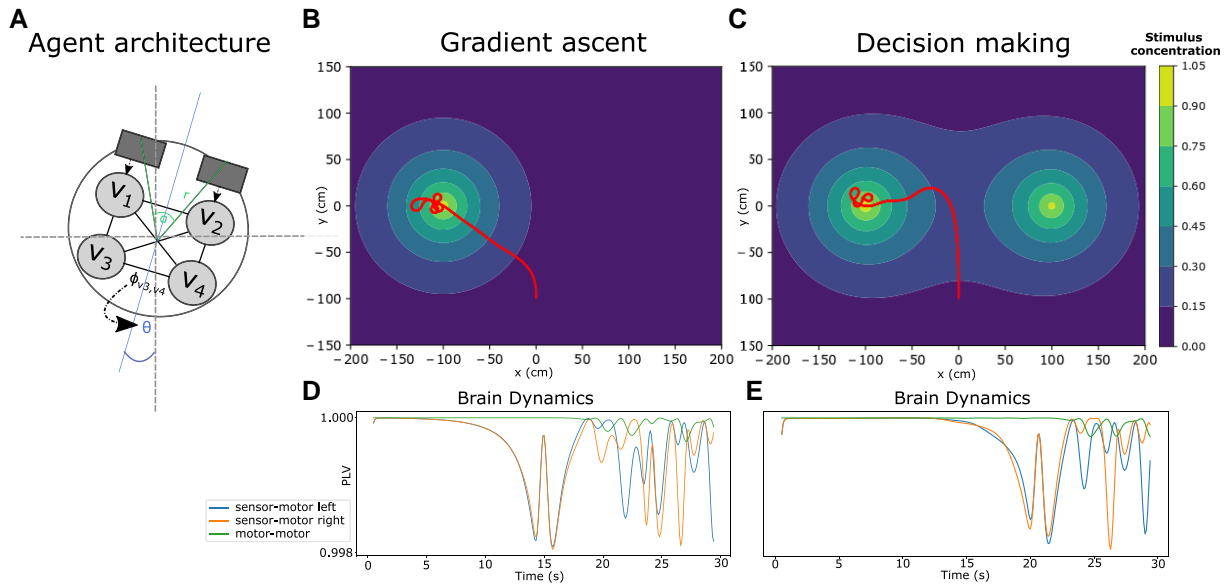 A
Agent architecture
V1
V2
V3
V4
r
ϕ
ϕv3,v4
θ
B
Gradient ascent
150
100
50
0
−50
−100
−150
−200
−150
−100
−50
0
50
100
150
200
y (cm)
x (cm)
C
Decision making
150
100
50
0
−50
−100
150
−200
−150
−100
−50
0
50
100
150
200
y (cm)
x (cm)
Stimulus
concentration
1.05
0.90
0.75
0.60
0.45
0.30
0.15
0.00
D
Brain Dynamics
1.000
PLV
0.998
sensor-motor left
sensor-motor right
motor-motor
0
5
10
15
20
25
30
Time (s)
E
Brain Dynamics
0
5
10
15
20
25
30
Time (s)